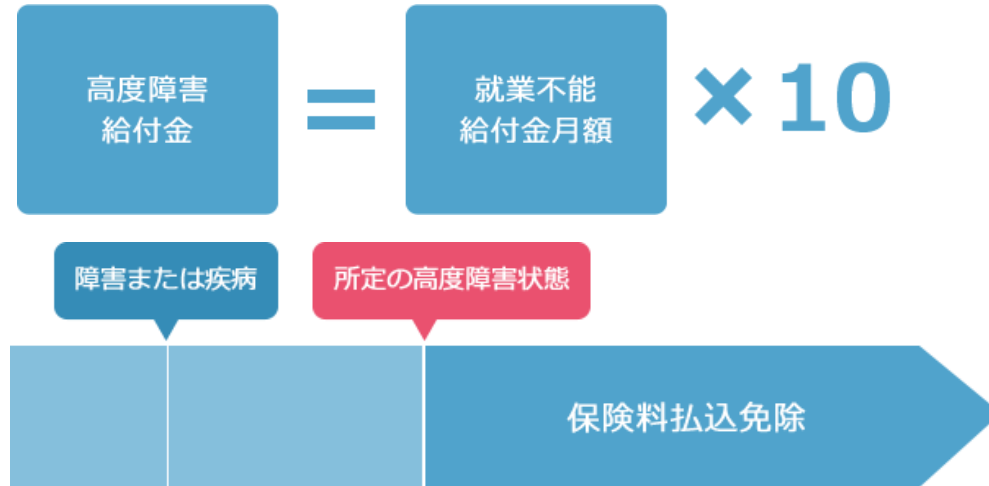 高度障害
給付金
=
就業不能
給付金月額
×10
障害または疾病
所定の高度障害状態
保険料払込免除